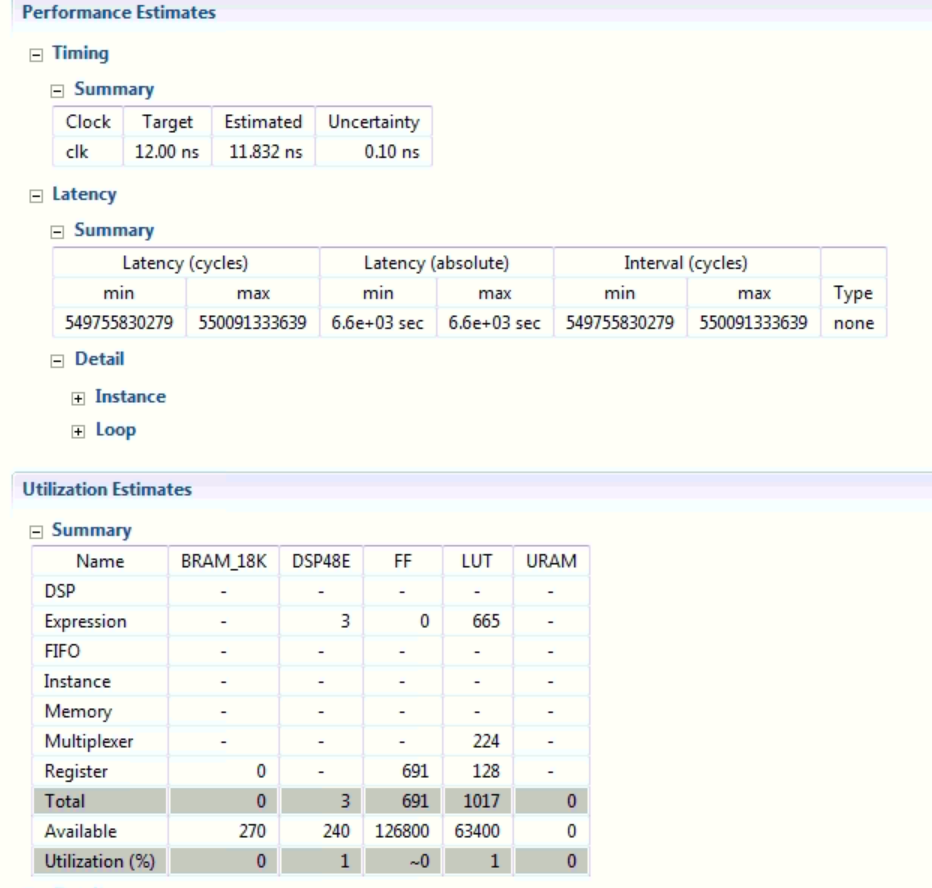 Performance Estimates
Timing
Summary
Clock Target Estimated Uncertainty
clk 12.00 ns 11.832 ns 0.10 ns
Latency
Summary
Latency (cycles) Latency (absolute) Interval (cycles)
min max min max min max Type
549755830279 550091333639 6.6e+03 sec 6.6e+03 sec 549755830279 550091333639 none
Detail
Instance
Loop
Utilization Estimates
Summary
Name BRAM_18K DSP48E FF LUT URAM
DSP - - - - -
Expression - 3 0 665 -
FIFO - - - - -
Instance - - - - -
Memory - - - - -
Multiplexer - - - 224 -
Register 0 - 691 128 -
Total 0 3 691 1017 0
Available 270 240 126800 63400 0
Utilization (%) 0 1 ~0 1 0